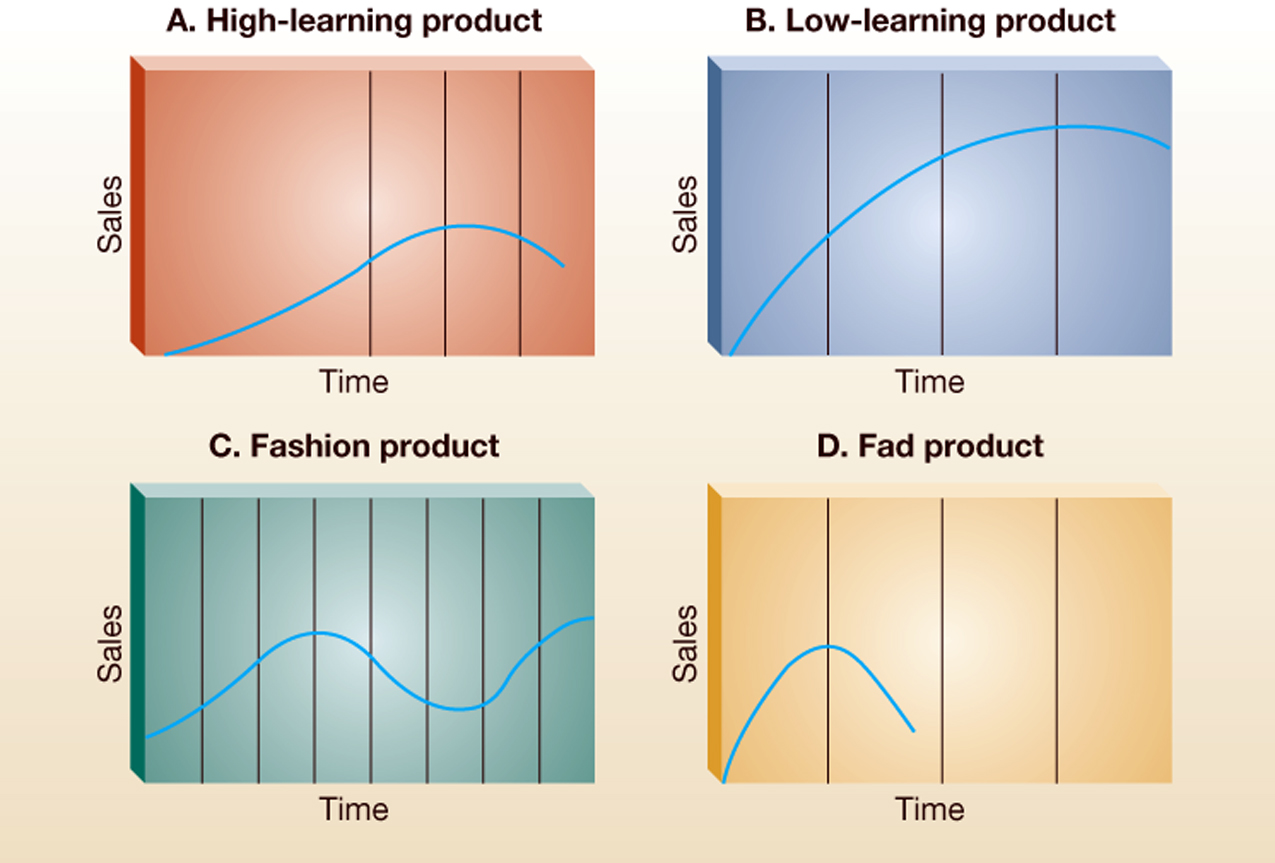 A. High-learning product
Sales
Time
B. Low-learning product
Sales
Time
C. Fashion product
Sales
Time
D. Fad product
Sales
Time